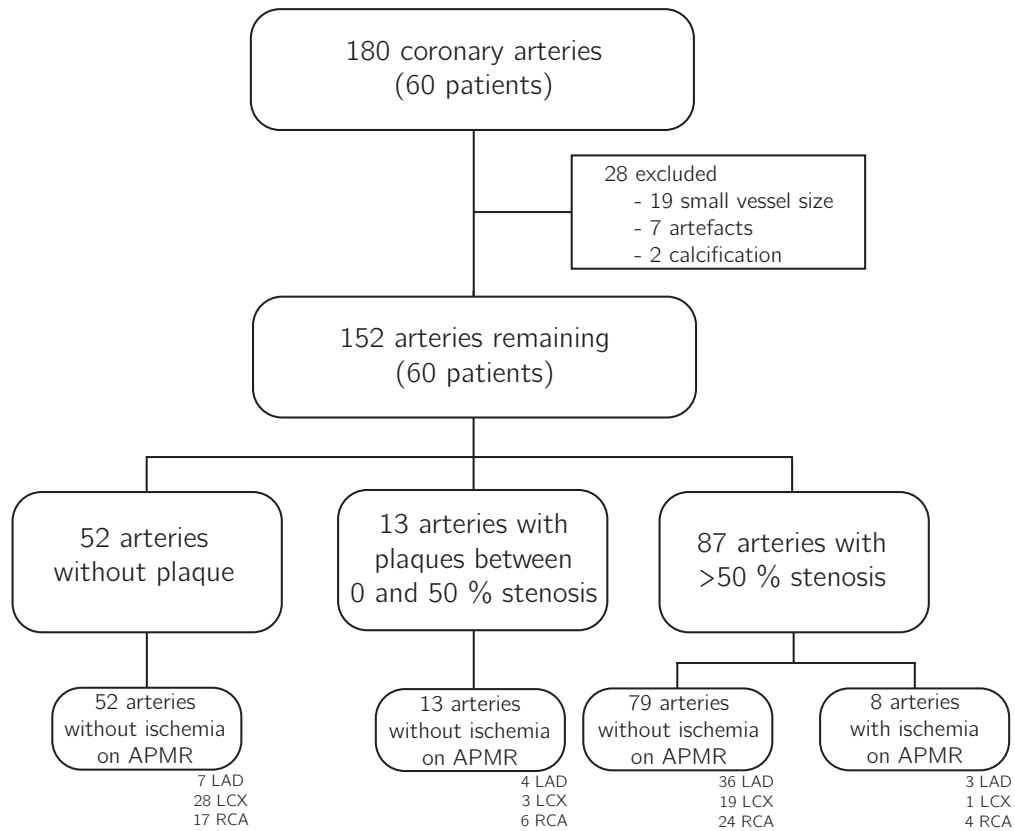 180 coronary arteries
(60 patients)
28 excluded
- 19 small vessel size
- 7 artefacts
- 2 calcification
152 arteries remaining
(60 patients)
52 arteries
without plaque
13 arteries with
plaques between
0 and 50 % stenosis
87 arteries with
>50 % stenosis
52 arteries
without ischemia
on APMR
7 LAD
28 LCX
17 RCA
13 arteries
without ischemia
on APMR
4 LAD
3 LCX
6 RCA
79 arteries
without ischemia
on APMR
36 LAD
19 LCX
24 RCA
8 arteries
with ischemia
on APMR
3 LAD
1 LCX
4 RCA